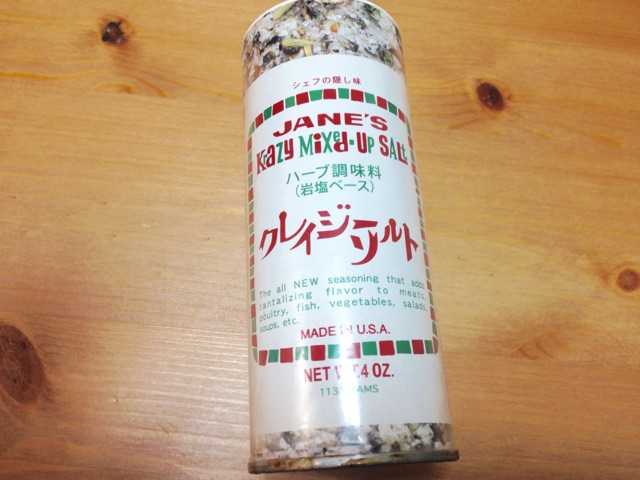 シェフの隠し味
JANE'S
Krazy Mixed-Up SALt
ハーブ調味料
(岩塩ベース)
クレイジーソルト
The all NEW seasoning that adds
tantalizing flavor to meats,
poultry, fish, vegetables, salads,
soups, etc.
MADE IN U.S.A.
NET 4 OZ.